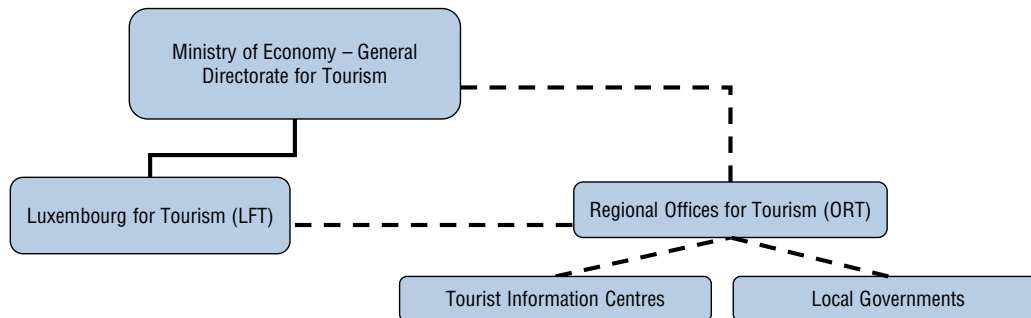 Ministry of Economy – General
Directorate for Tourism
Luxembourg for Tourism (LFT)
Regional Offices for Tourism (ORT)
Tourist Information Centres
Local Governments